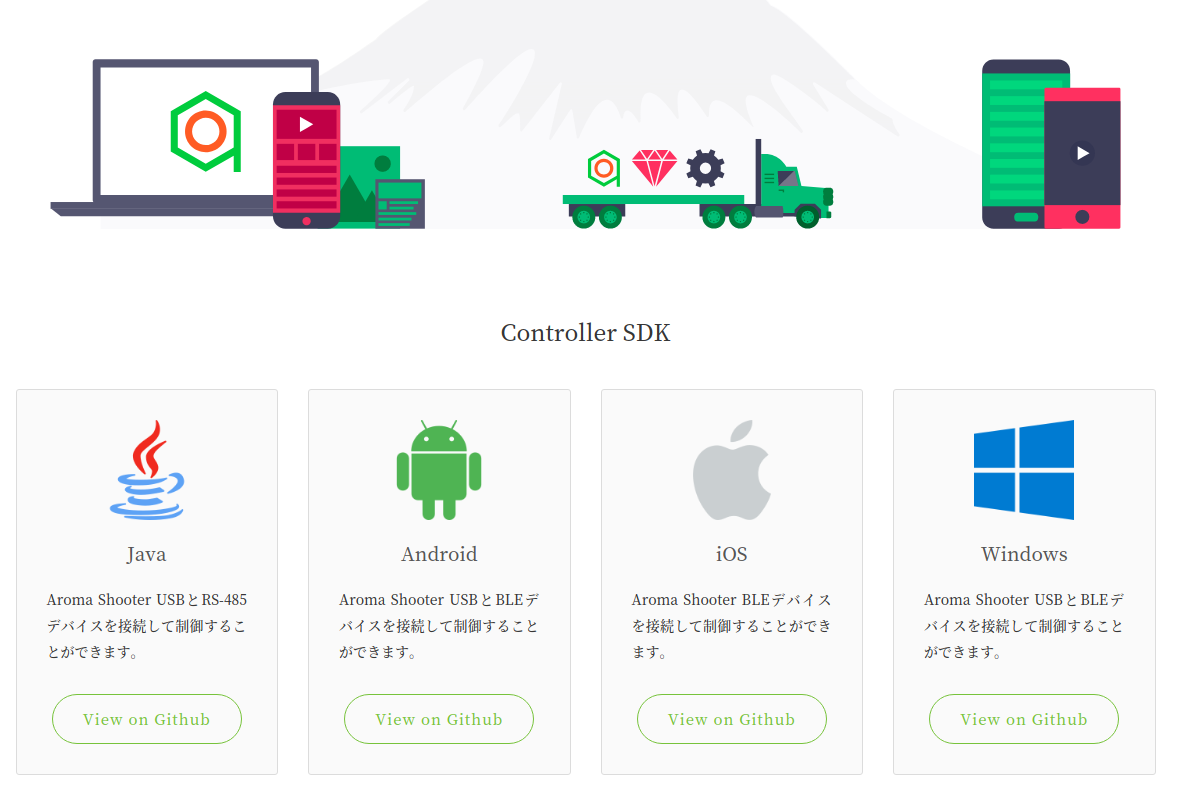 Controller SDK
Java
Aroma Shooter USBとRS-485
デバイスを接続して制御するこ
とができます。
View on Github
Android
Aroma Shooter USBとBLEデ
バイスを接続して制御すること
ができます。
View on Github
iOS
Aroma Shooter BLEデバイス
を接続して制御することができ
ます。
View on Github
Windows
Aroma Shooter USBとBLEデ
バイスを接続して制御すること
ができます。
View on Github